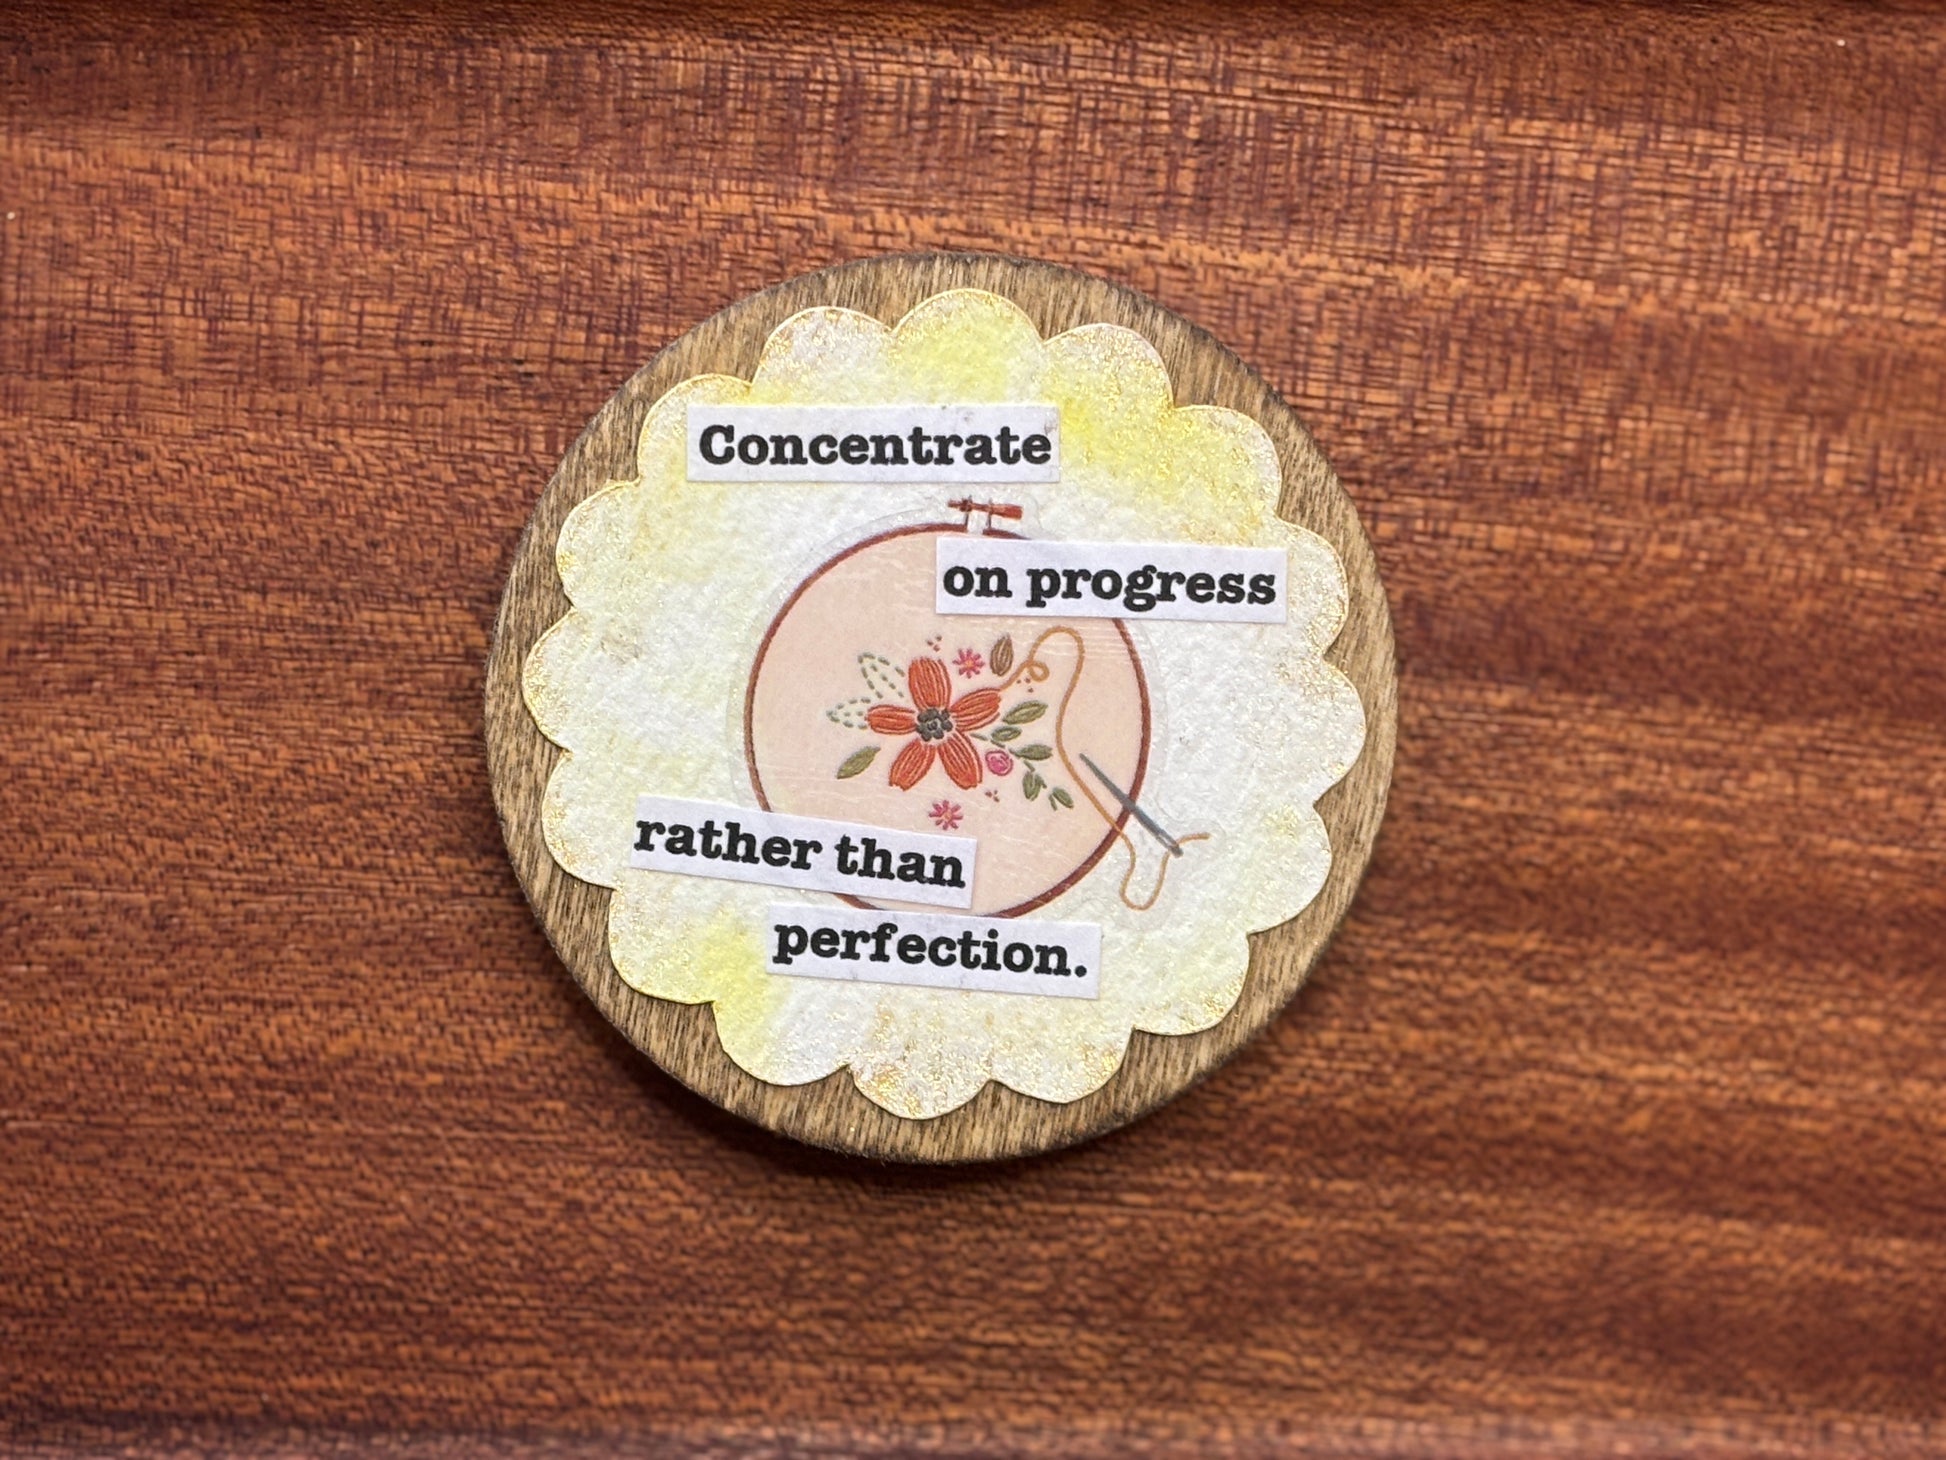 Concentrate
on progress
rather than
perfection.